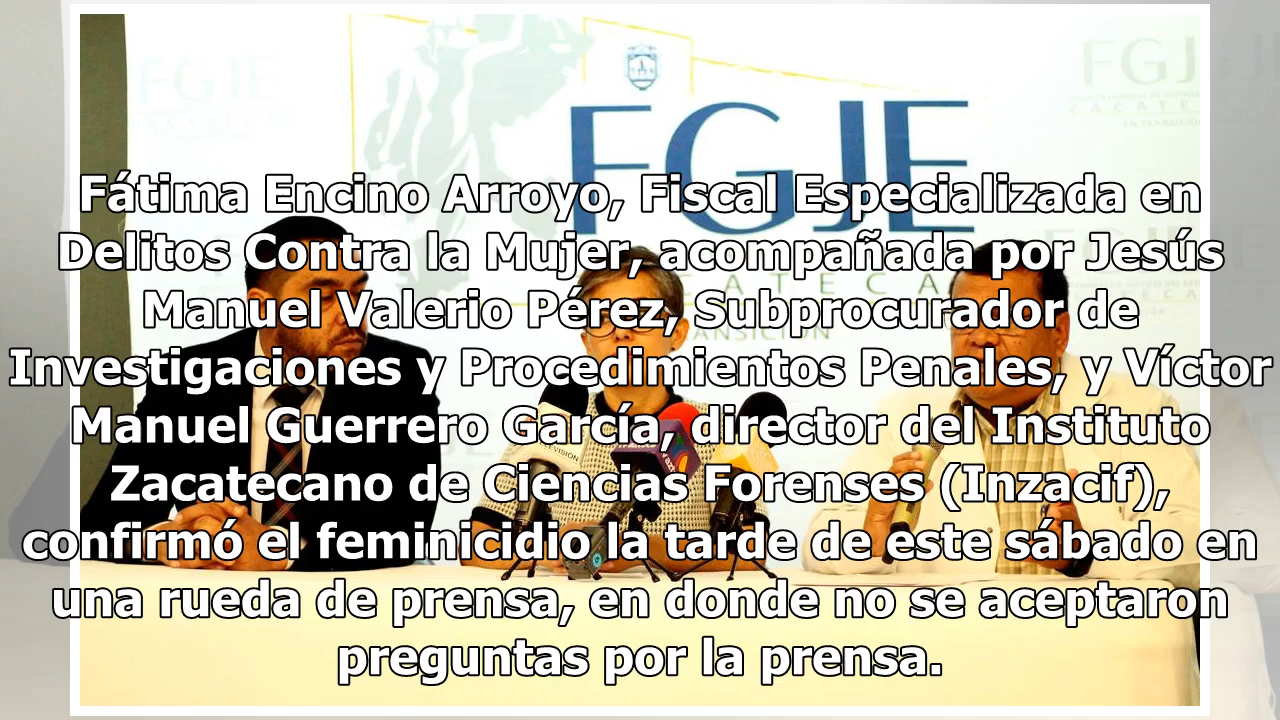 FGJE
Fátima Encino Arroyo, Fiscal Especializada en
Delitos Contra la Mujer, acompañada por Jesús
Manuel Valerio Pérez, Subprocurador de
Investigaciones y Procedimientos Penales, y Víctor
Manuel Guerrero García, director del Instituto
Zacatecano de Ciencias Forenses (Inzacif),
confirmó el feminicidio la tarde de este sábado en
una rueda de prensa, en donde no se aceptaron
preguntas por la prensa.